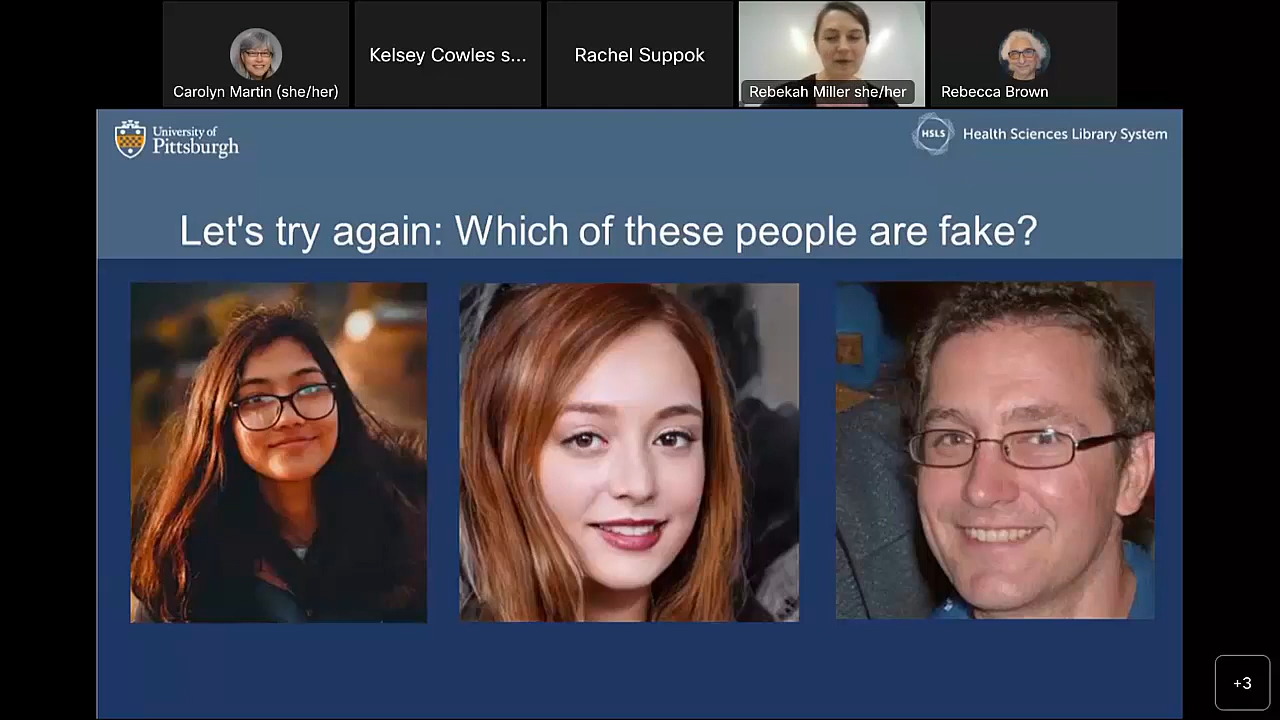 Carolyn Martin (she/her)
Kelsey Cowles s...
Rachel Suppok
Rebekah Miller she/her
Rebecca Brown
University of
Pittsburgh
HSLS
Health Sciences Library System
Let's try again: Which of these people are fake?
+3